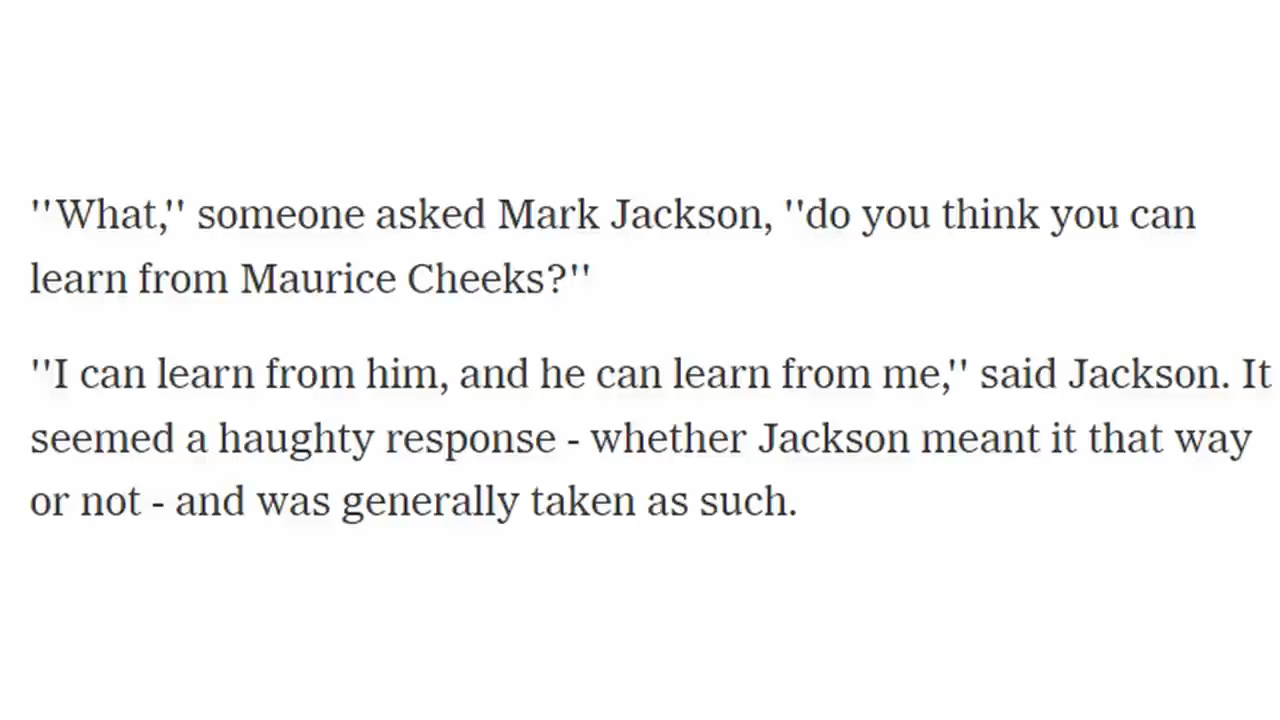 ''What,'' someone asked Mark Jackson, ''do you think you can
learn from Maurice Cheeks?''
''I can learn from him, and he can learn from me,'' said Jackson. It
seemed a haughty response - whether Jackson meant it that way
or not - and was generally taken as such.